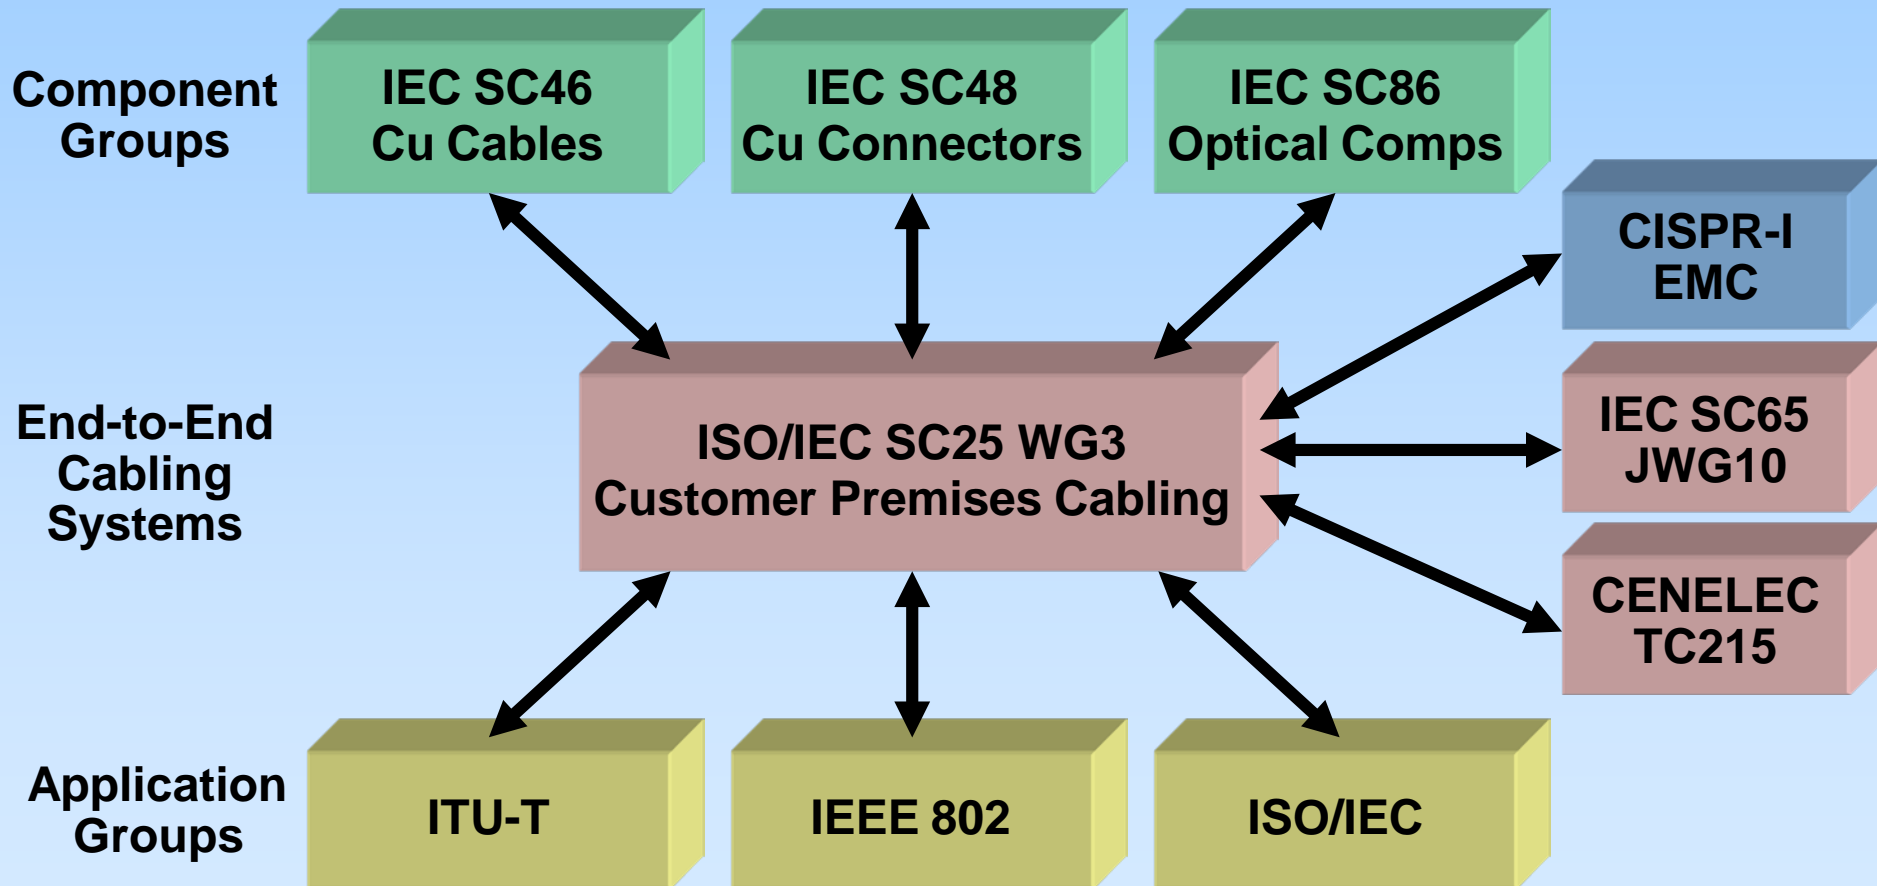 Component
Groups
IEC SC46
Cu Cables
IEC SC48
Cu Connectors
IEC SC86
Optical Comps
CISPR-I
EMC
End-to-End
Cabling
Systems
ISO/IEC SC25 WG3
Customer Premises Cabling
IEC SC65
JWG10
CENELEC
TC215
Application
Groups
ITU-T
IEEE 802
ISO/IEC